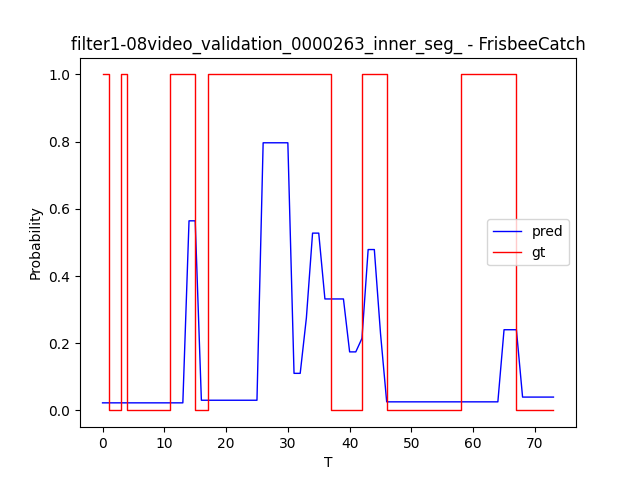 filter1-08video_validation_0000263_inner_seg_ - FrisbeeCatch
1.0
0.8
0.6
0.4
0.2
0.0
Probability
0 10 20 30 40 50 60 70
T
pred
gt